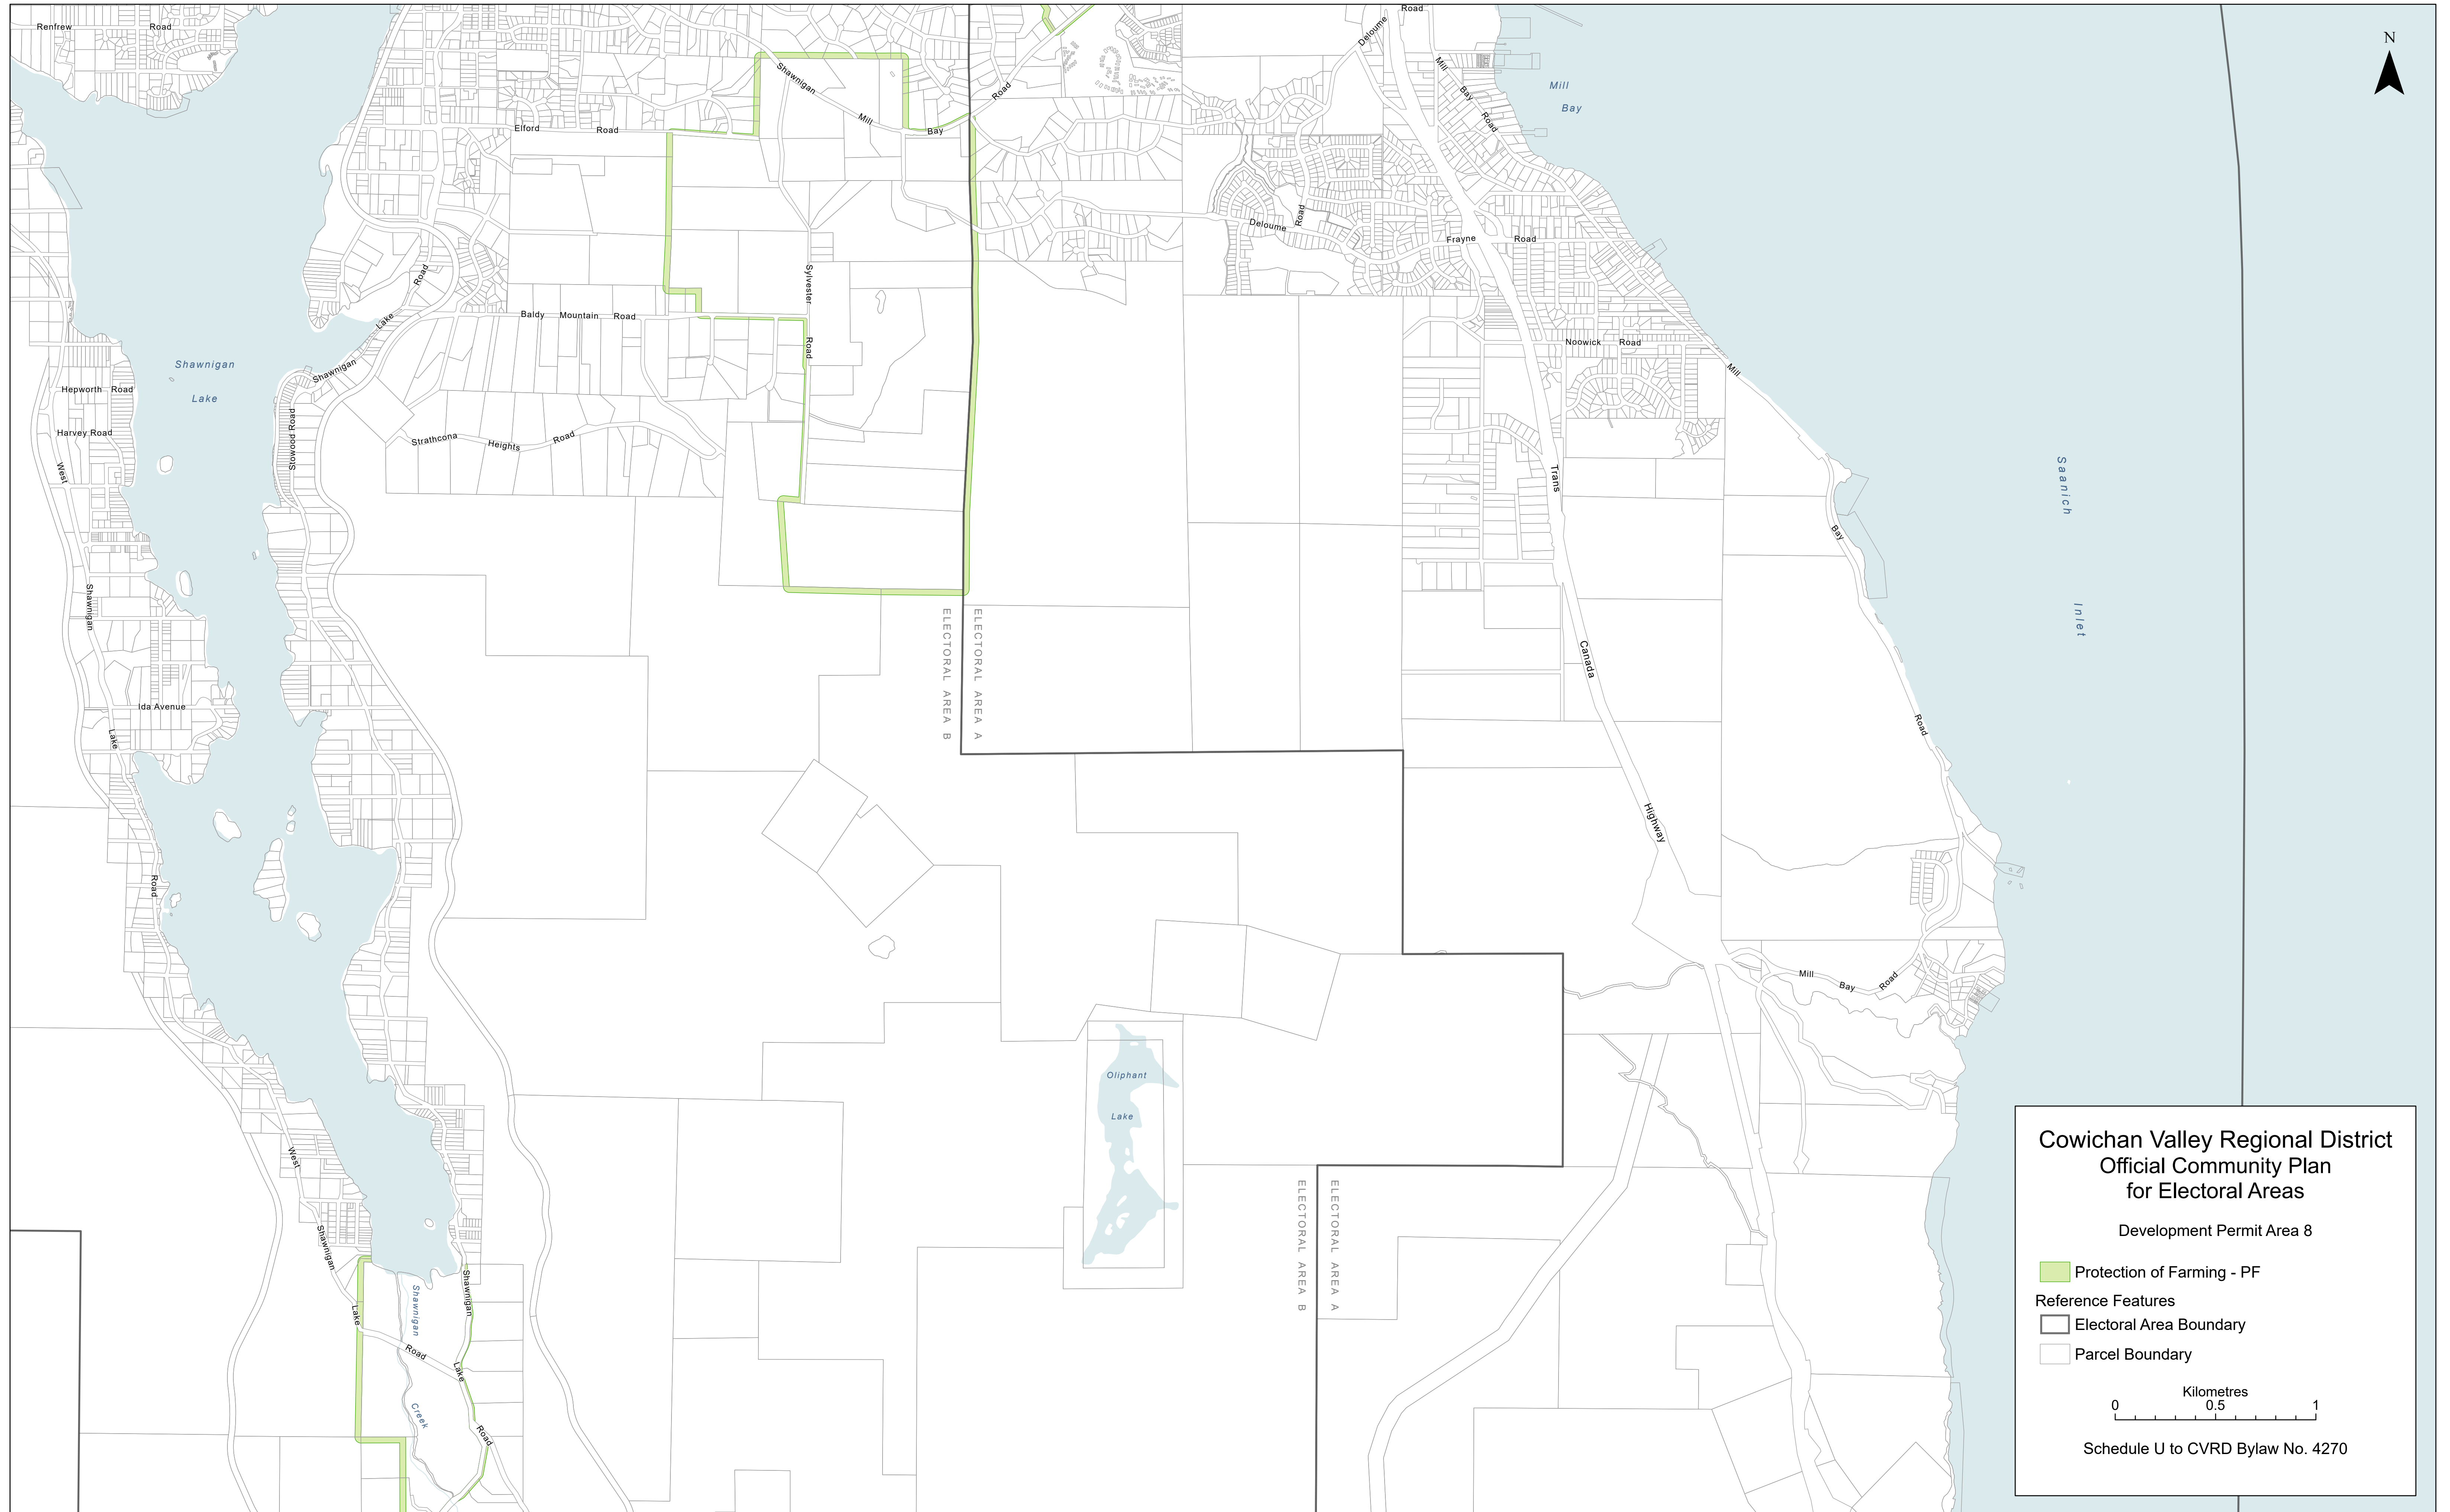 Renfrew Road
Road
Deloume
N
Shawnigan Mill Bay Road
Mill Bay Road
Mill
Bay
Elford Road
Deloume Road
Frayne Road
Road
Lake
Shawnigan
Sylvester Road
Baldy Mountain Road
Noowick Road
Mill
Shawnigan
Lake
Hepworth Road
Harvey Road
Stowood Road
Strathcona Heights Road
West
Trans
Saanich
Bay
Shawnigan
Inlet
ELECTORAL AREA B
ELECTORAL AREA A
Canada
Ida Avenue
Lake
Road
Highway
Road
Mill Bay Road
Oliphant
Lake
West
Shawnigan
Lake
Road
ELECTORAL AREA B
ELECTORAL AREA A
Shawnigan
Creek
Shawnigan
Lake
Road
Cowichan Valley Regional District
Official Community Plan
for Electoral Areas
Development Permit Area 8
Protection of Farming - PF
Reference Features
Electoral Area Boundary
Parcel Boundary
Kilometres
0 0.5 1
Schedule U to CVRD Bylaw No. 4270